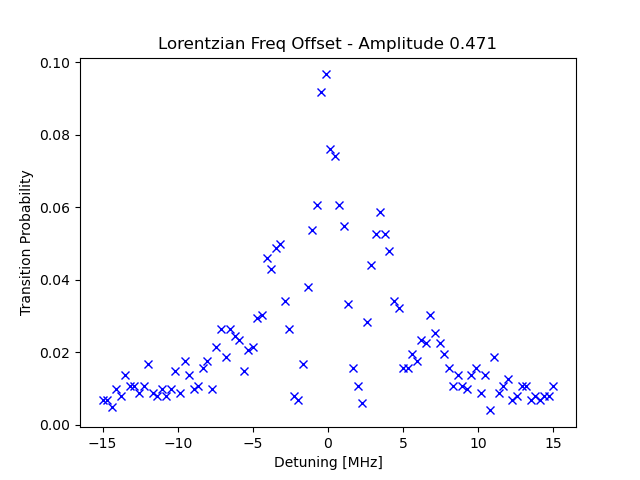 Lorentzian Freq Offset - Amplitude 0.471
0.10
0.08
0.06
0.04
0.02
0.00
Transition Probability
−15 −10 −5 0 5 10 15
Detuning [MHz]